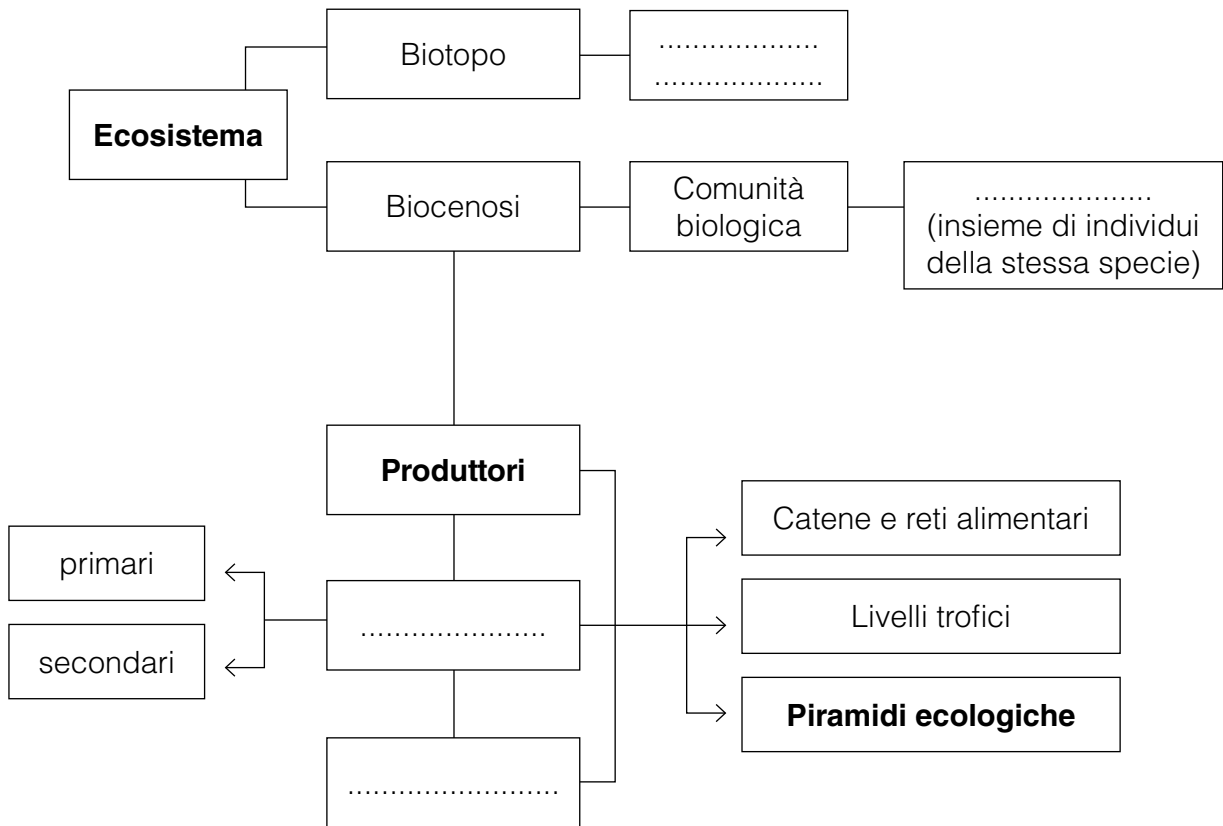 Biotopo
...................
....................
Ecosistema
Biocenosi
Comunità
biologica
.....................
(insieme di individui
della stessa specie)
Produttori
Catene e reti alimentari
primari
......................
Livelli trofici
secondari
Piramidi ecologiche
.........................